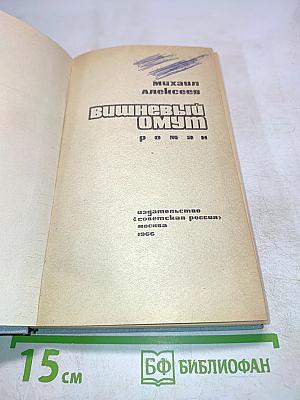 михаил
алексеев
вишневый
омут
роман
издательство
«советская россия»
москва
1966
15 см
БФ БИБЛИОФАН